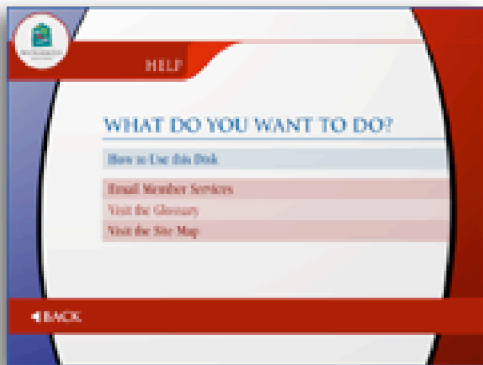 HELP
WHAT DO YOU WANT TO DO?
How to Use this Disk
Email Member Services
Visit the Glossary
Visit the Site Map
BACK